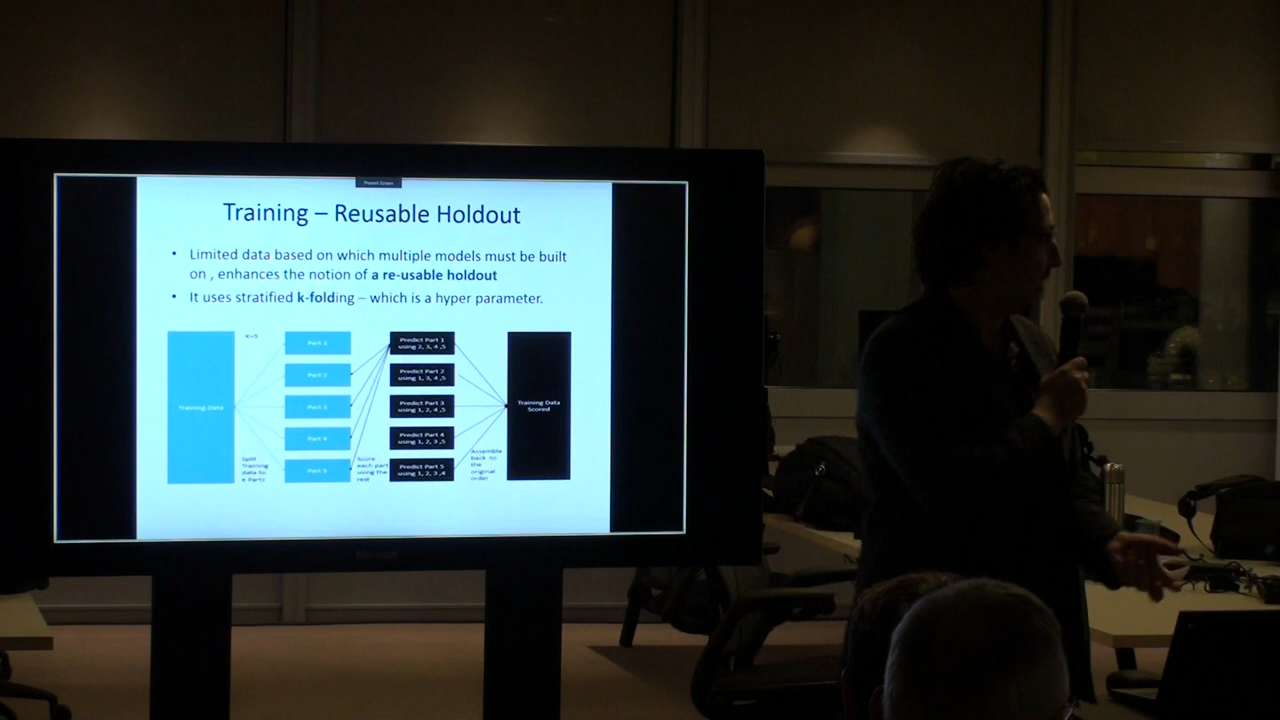 Present Screen
Training – Reusable Holdout
• Limited data based on which multiple models must be built
on , enhances the notion of a re-usable holdout
• It uses stratified k-folding – which is a hyper parameter.
K=5
Training Data
Part 1
Part 2
Part 3
Part 4
Part 5
Predict Part 1
using 2, 3, 4 ,5
Predict Part 2
using 1, 3, 4 ,5
Predict Part 3
using 1, 2, 4 ,5
Predict Part 4
using 1, 2, 3 ,5
Predict Part 5
using 1, 2, 3 ,4
Training Data
Scored
Split
Training
data to
K Parts
Score
each part
using the
rest
Assemble
back to
the
original
order
Microsoft